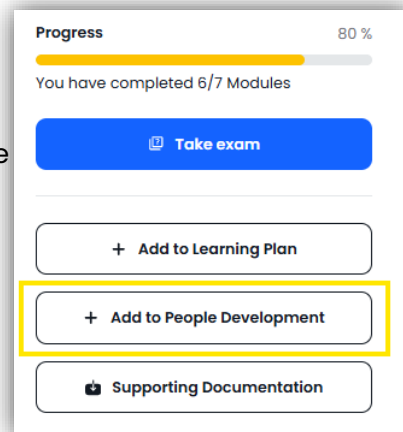 Progress 80 %
You have completed 6/7 Modules
e
Take exam
+ Add to Learning Plan
+ Add to People Development
Supporting Documentation